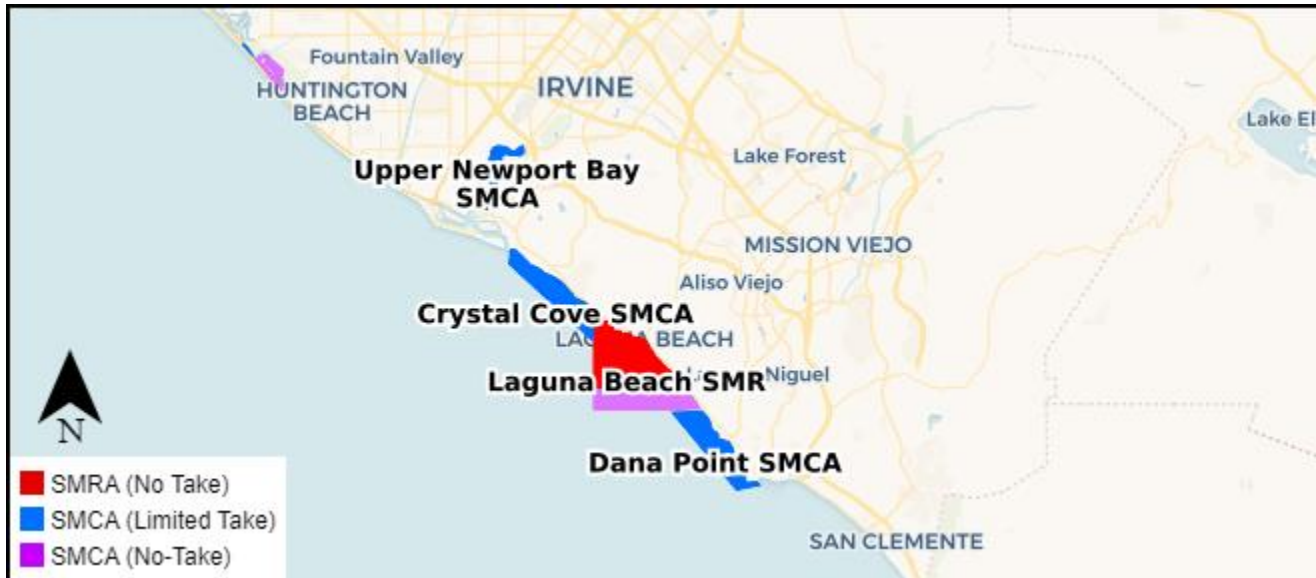 Fountain Valley
HUNTINGTON
BEACH
IRVINE
Lake El
Lake Forest
Upper Newport Bay
SMCA
MISSION VIEJO
Aliso Viejo
Crystal Cove SMCA
BEACH
Laguna Beach SMR
Niguel
N
Dana Point SMCA
SMRA (No Take)
SMCA (Limited Take)
SMCA (No-Take)
SAN CLEMENTE